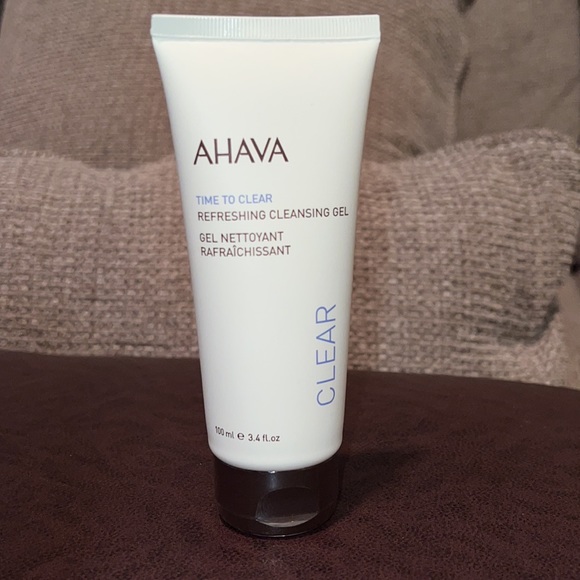 AHAVA
TIME TO CLEAR
REFRESHING CLEANSING GEL
GEL NETTOYANT
RAFRAÎCHISSANT
CLEAR
100 ml e 3.4 fl.oz